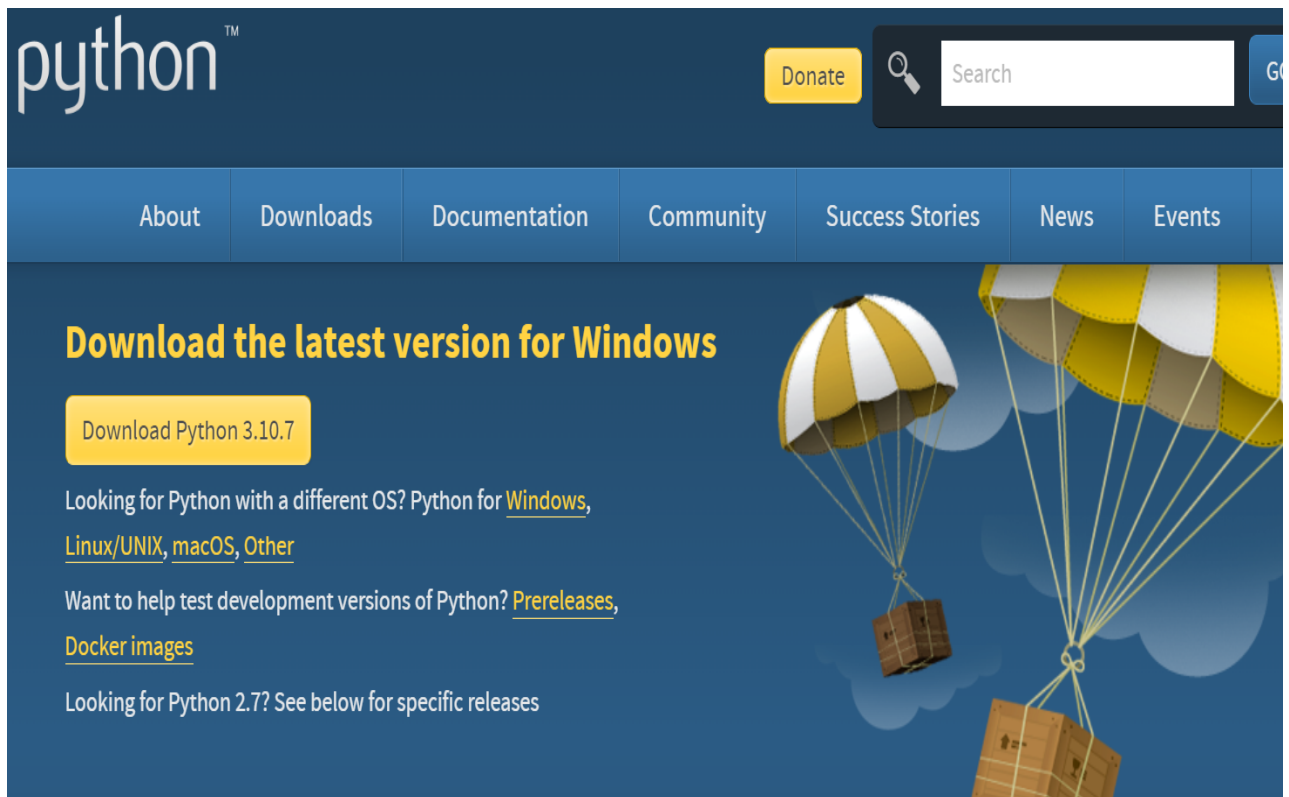 python™
Donate
Search
GO
About Downloads Documentation Community Success Stories News Events
Download the latest version for Windows
Download Python 3.10.7
Looking for Python with a different OS? Python for Windows,
Linux/UNIX, macOS, Other
Want to help test development versions of Python? Prereleases,
Docker images
Looking for Python 2.7? See below for specific releases